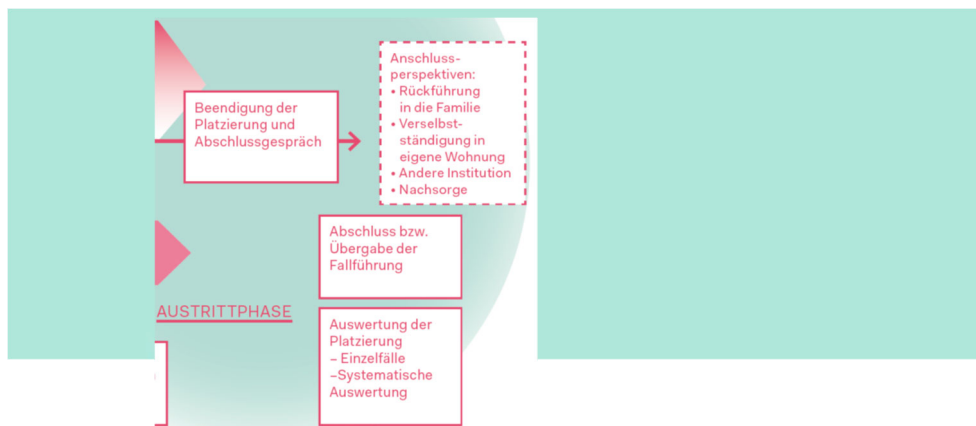 Beendigung der
Platzierung und
Abschlussgespräch
Anschluss-
perspektiven:
• Rückführung
in die Familie
• Verselbst-
ständigung in
eigene Wohnung
• Andere Institution
• Nachsorge
Abschluss bzw.
Übergabe der
Fallführung
AUSTRITTPHASE
Auswertung der
Platzierung
– Einzelfälle
–Systematische
Auswertung